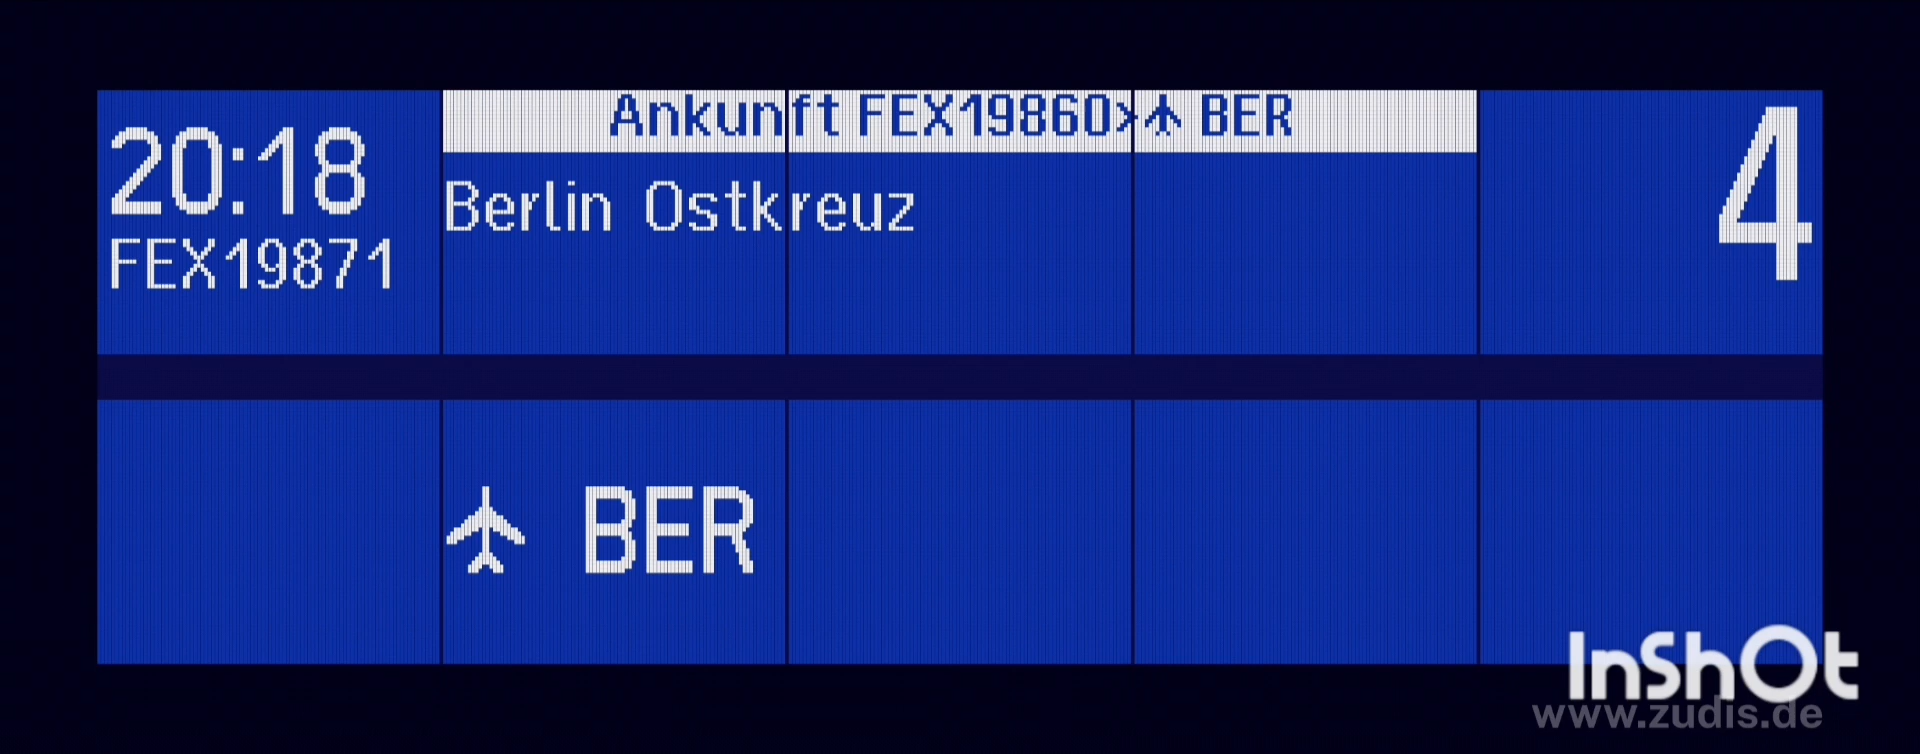 Ankunft FEX19860>✈ BER
20:18
4
Berlin Ostkreuz
FEX19871
✈ BER
InShOt
www.zudis.de